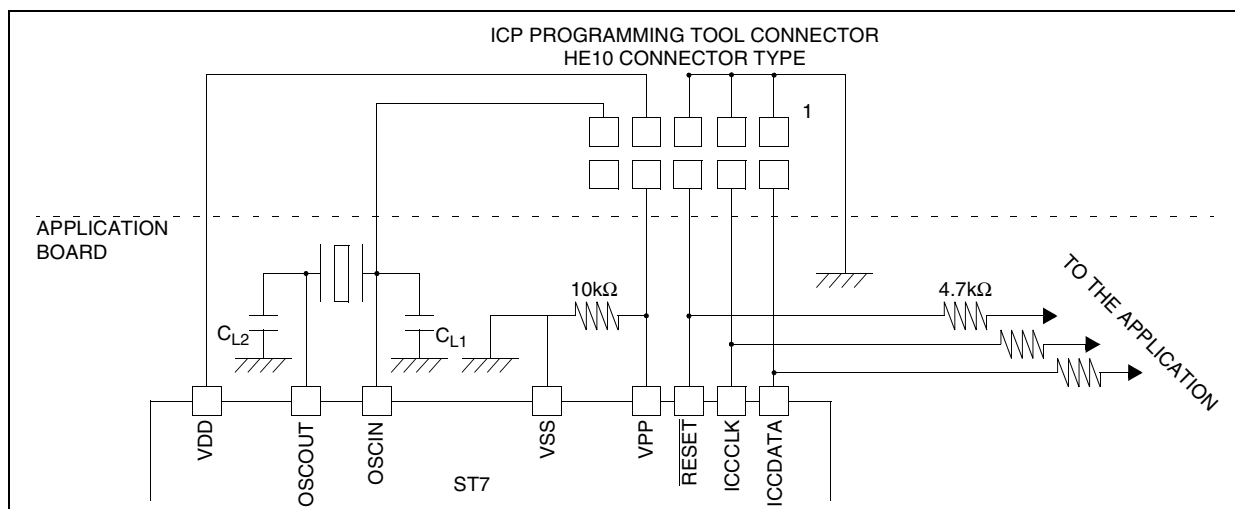 ICP PROGRAMMING TOOL CONNECTOR
HE10 CONNECTOR TYPE
1
APPLICATION
BOARD
10kΩ
4.7kΩ
TO THE APPLICATION
CL2
CL1
VDD
OSCOUT
OSCIN
VSS
VPP
RESET
ICCCLK
ICCDATA
ST7